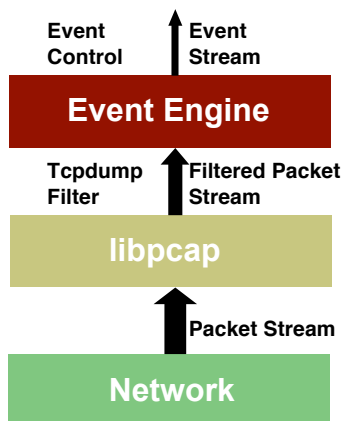 Event Control
Event Stream
Event Engine
Tcpdump Filter
Filtered Packet Stream
libpcap
Packet Stream
Network